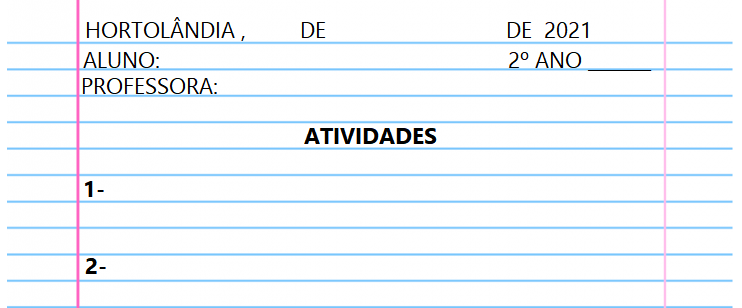 HORTOLÂNDIA , DE DE 2021
ALUNO: 2º ANO ______
PROFESSORA:
ATIVIDADES
1-
2-